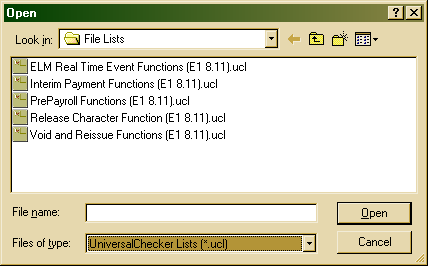 Open
Look in: File Lists
ELM Real Time Event Functions (E1 8.11).ucl
Interim Payment Functions (E1 8.11).ucl
PrePayroll Functions (E1 8.11).ucl
Release Character Function (E1 8.11).ucl
Void and Reissue Functions (E1 8.11).ucl
File name: Open
Files of type: UniversalChecker Lists (*.ucl) Cancel